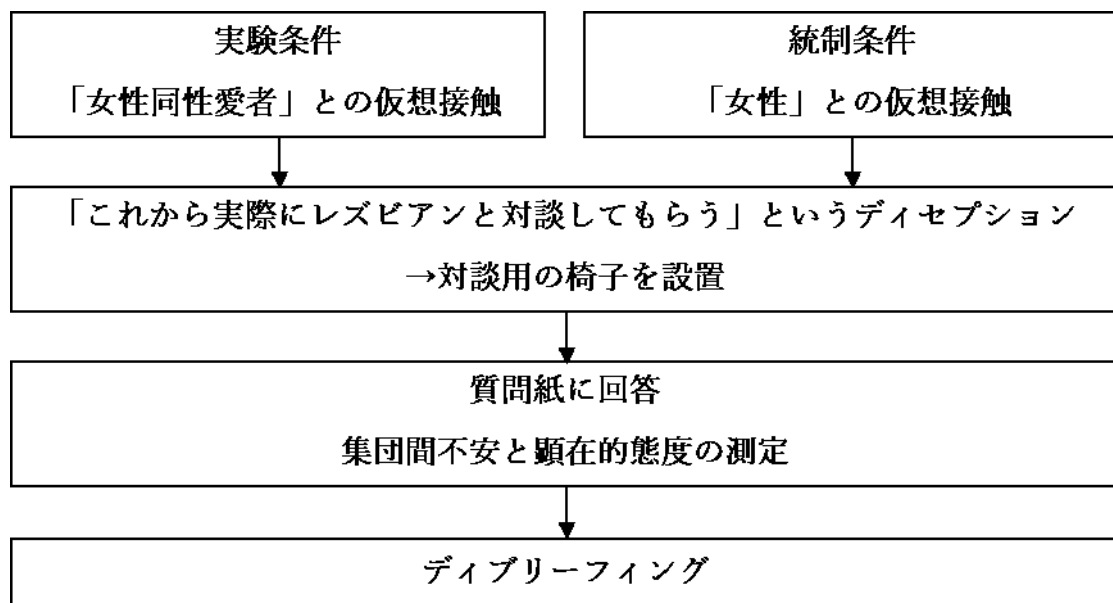 実験条件
「女性同性愛者」との仮想接触
統制条件
「女性」との仮想接触
「これから実際にレズビアンと対談してもらう」というディセプション
→対談用の椅子を設置
質問紙に回答
集団間不安と顕在的態度の測定
ディブリーフィング